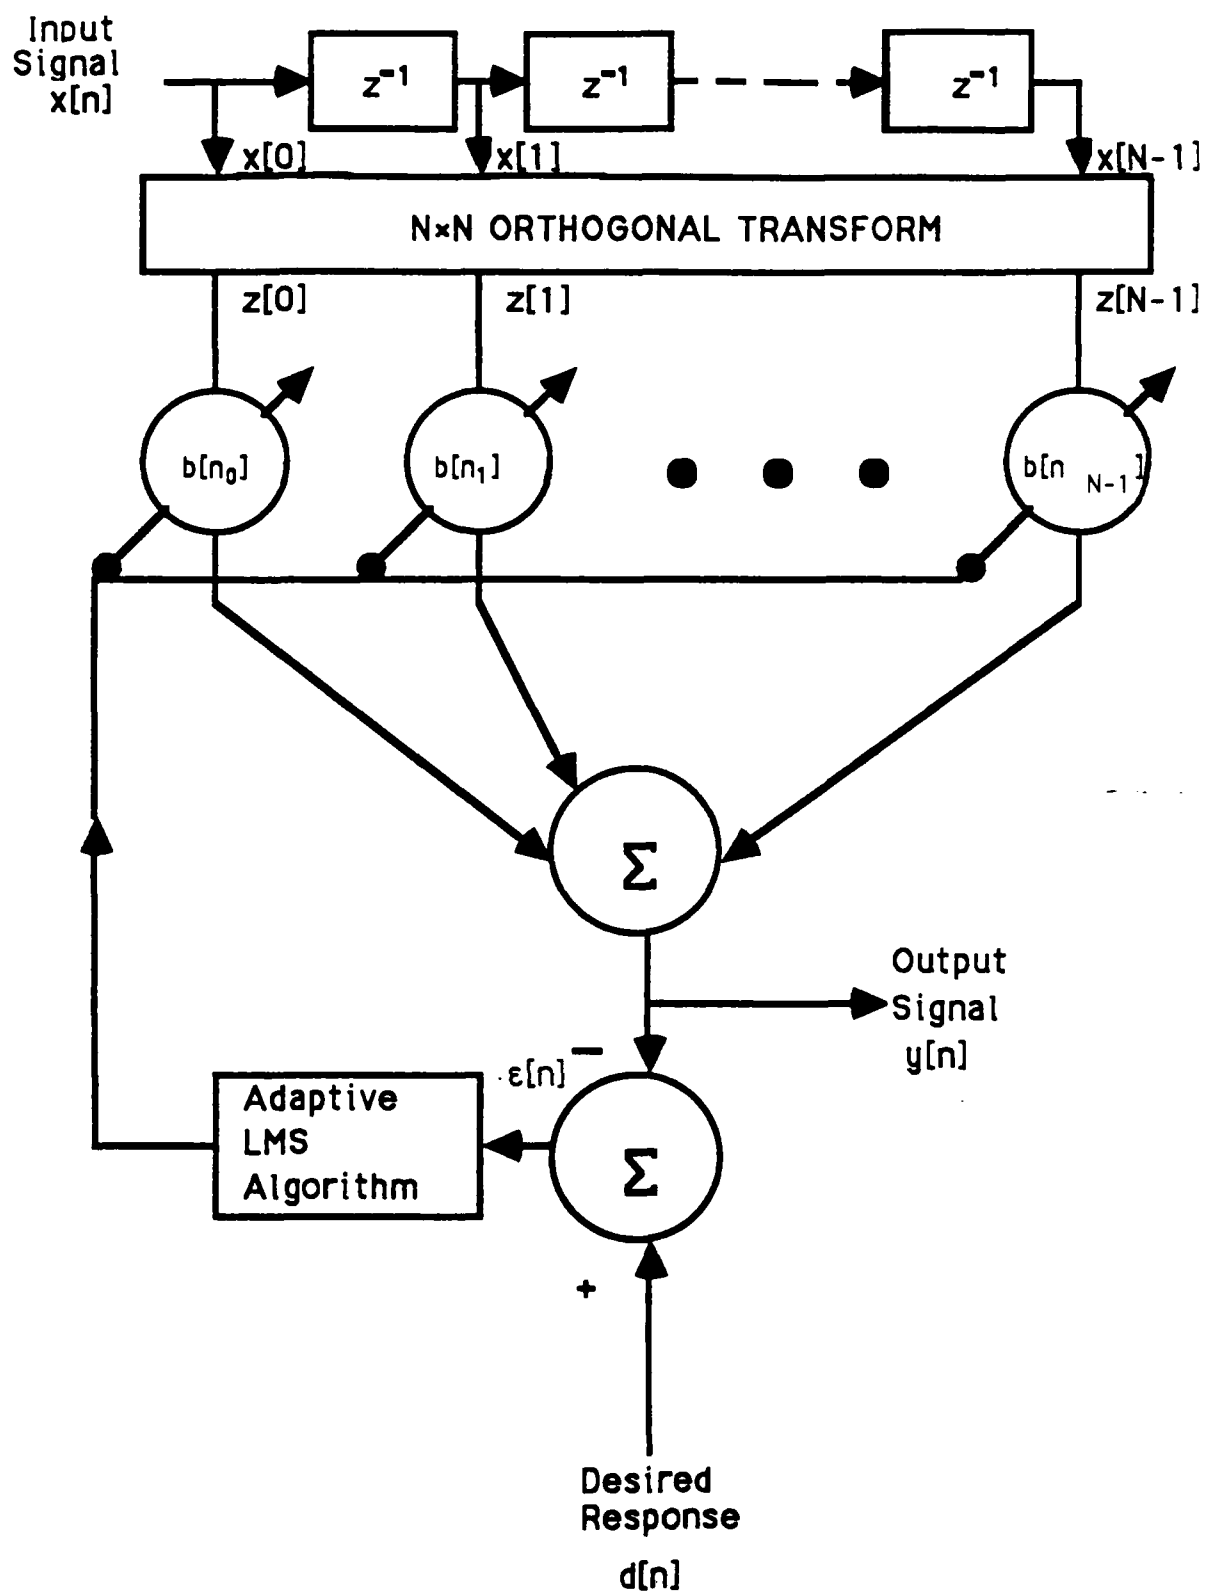 Input
Signal
x[n]
z⁻¹
z⁻¹
z⁻¹
x[0]
x[1]
x[N-1]
N×N ORTHOGONAL TRANSFORM
z[0]
z[1]
z[N-1]
b[n₀]
b[n₁]
b[n N-1]
Σ
Output
Signal
y[n]
ε[n]
−
Adaptive
LMS
Algorithm
Σ
+
Desired
Response
d[n]